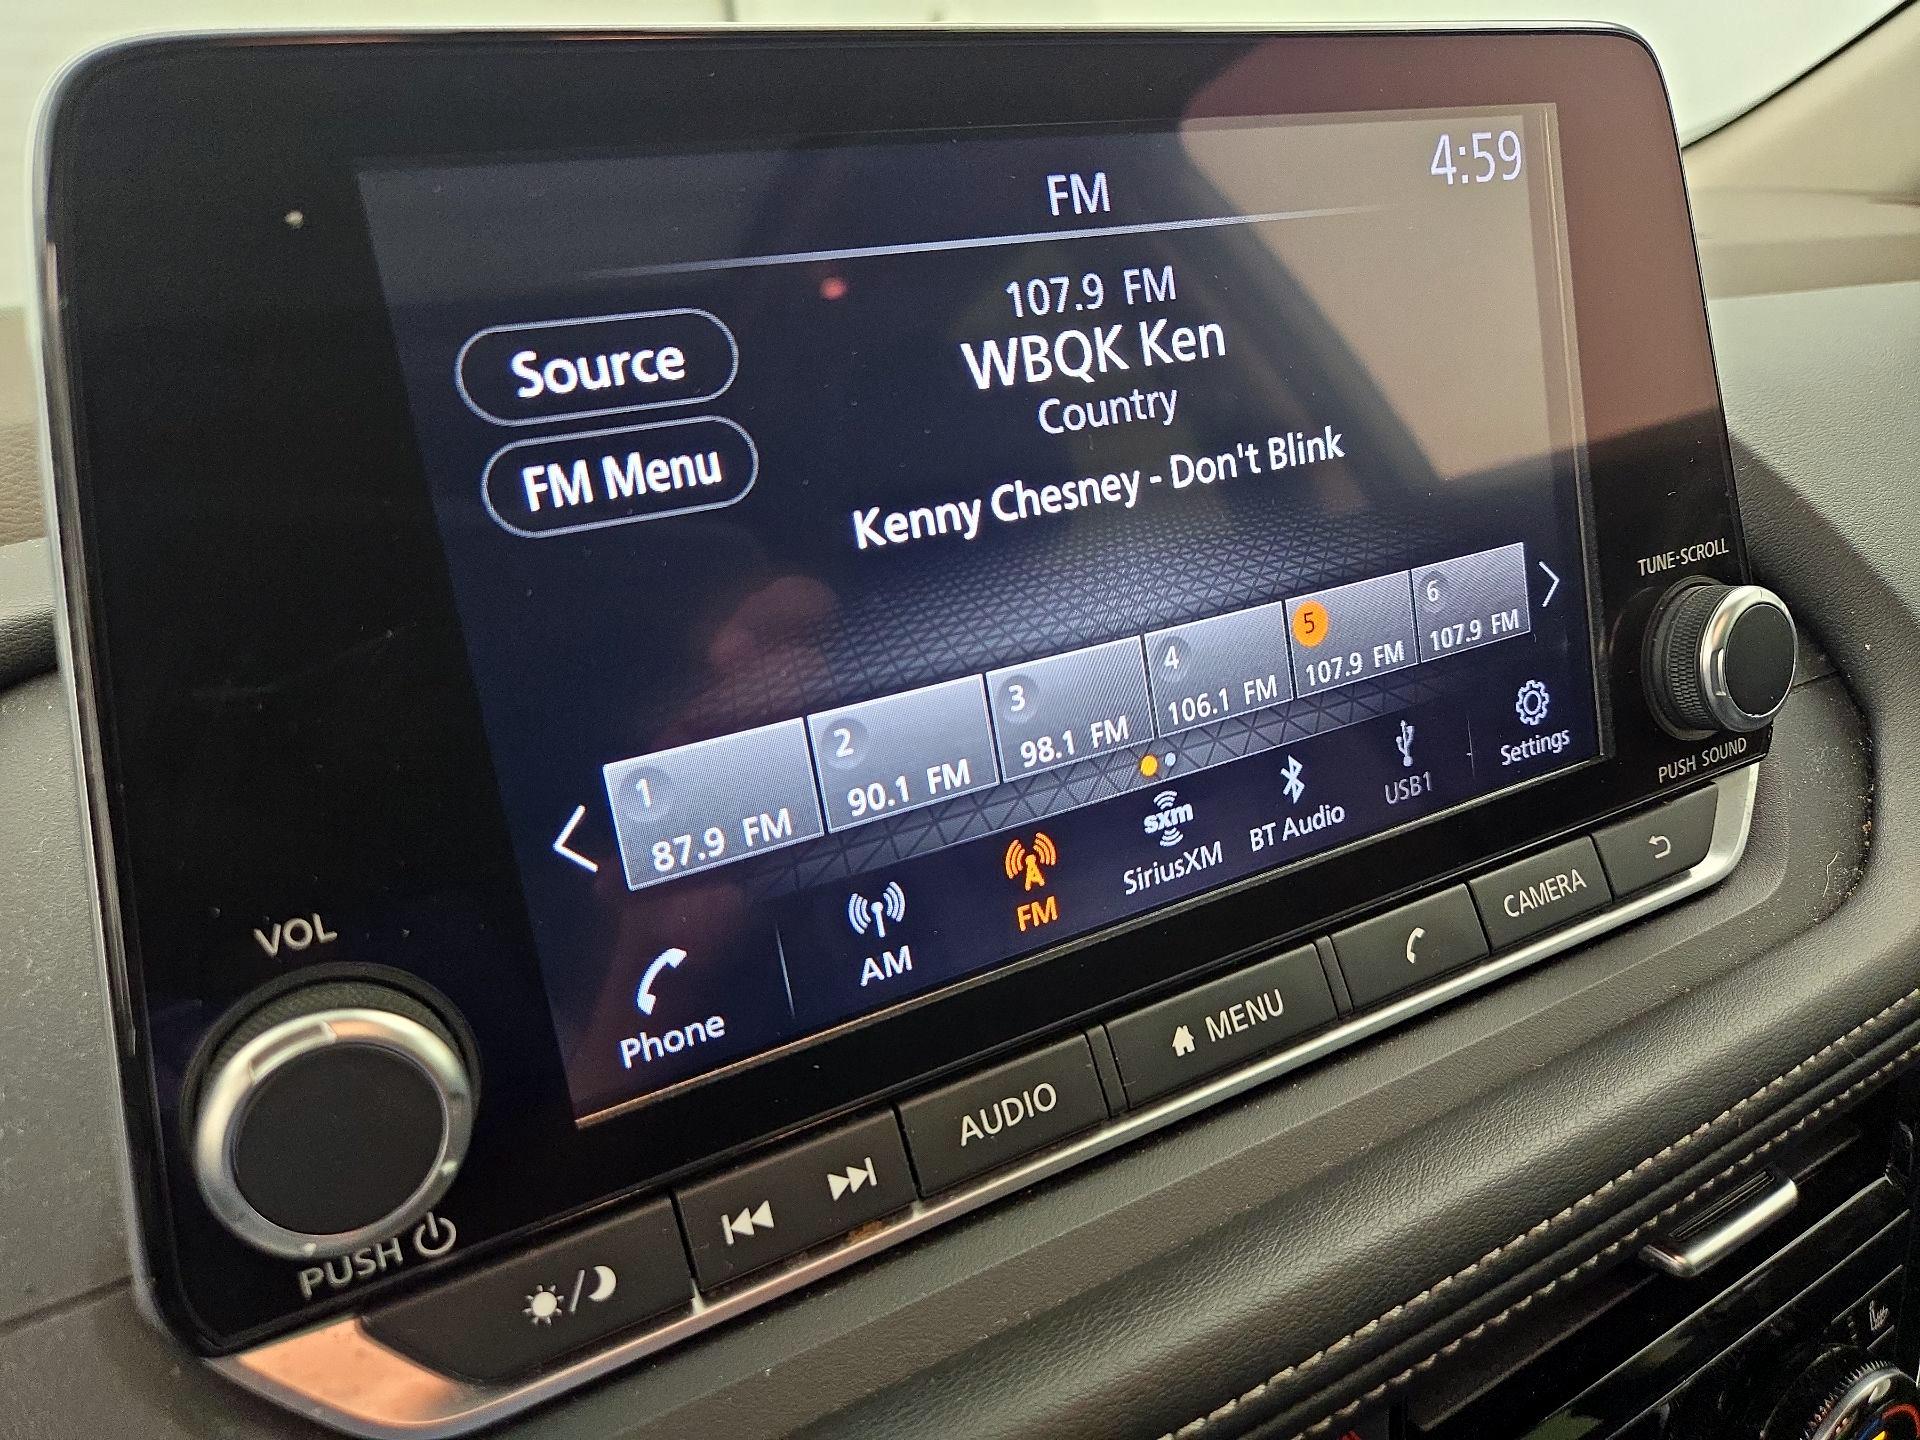 4:59
FM
107.9 FM
WBQK Ken
Country
Kenny Chesney - Don't Blink
Source
FM Menu
1
87.9 FM
2
90.1 FM
3
98.1 FM
4
106.1 FM
5
107.9 FM
6
107.9 FM
Phone
AM
FM
sxm
SiriusXM
BT Audio
USB1
Settings
TUNE·SCROLL
PUSH SOUND
VOL
PUSH
AUDIO
MENU
CAMERA